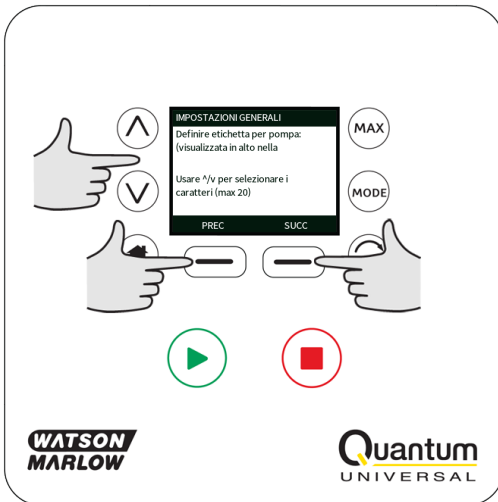 IMPOSTAZIONI GENERALI
Definire etichetta per pompa:
(visualizzata in alto nella
Usare ^/v per selezionare i
caratteri (max 20)
PREC SUCC
MAX
MODE
WATSON
MARLOW
Quantum
UNIVERSAL